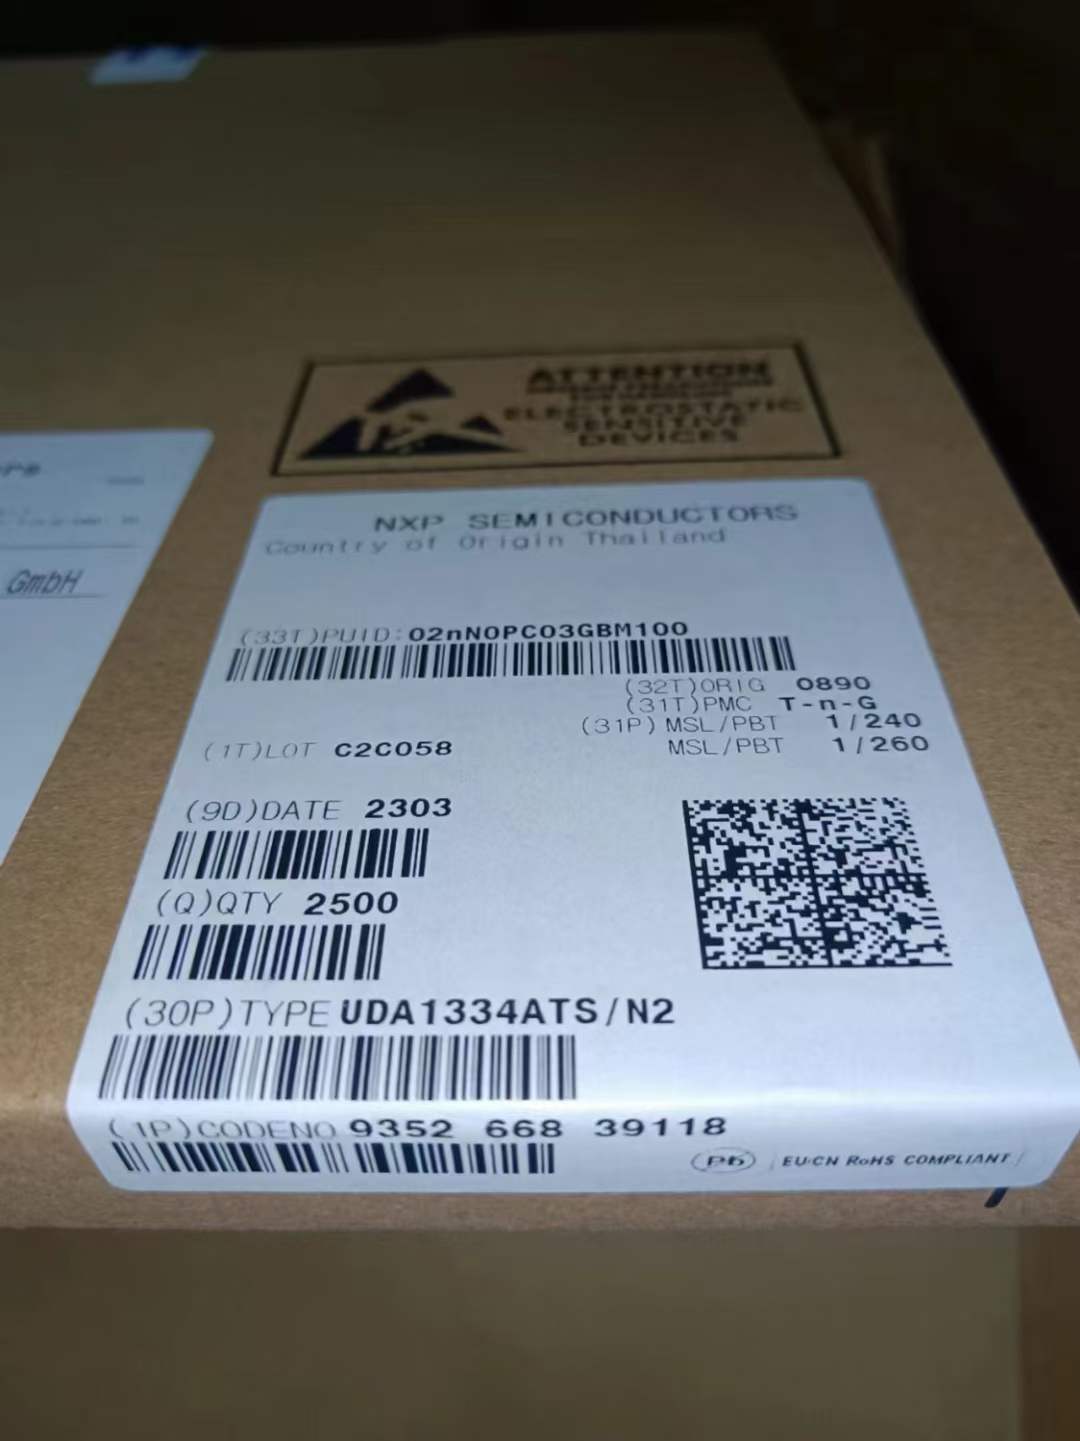 ATTENTION
ELECTROSTATIC
SENSITIVE
DEVICES
GmbH
NXP SEMICONDUCTORS
Country of Origin Thailand
(33T)PUID:02nN0PC03GBM100
(32T)ORIG 0890
(31T)PMC T-n-G
(31P) MSL/PBT 1/240
MSL/PBT 1/260
(1T)LOT C2C058
(9D)DATE 2303
(Q)QTY 2500
(30P)TYPE UDA1334ATS/N2
(1P)CODENO 9352 668 39118
Pb EU/CN RoHS COMPLIANT